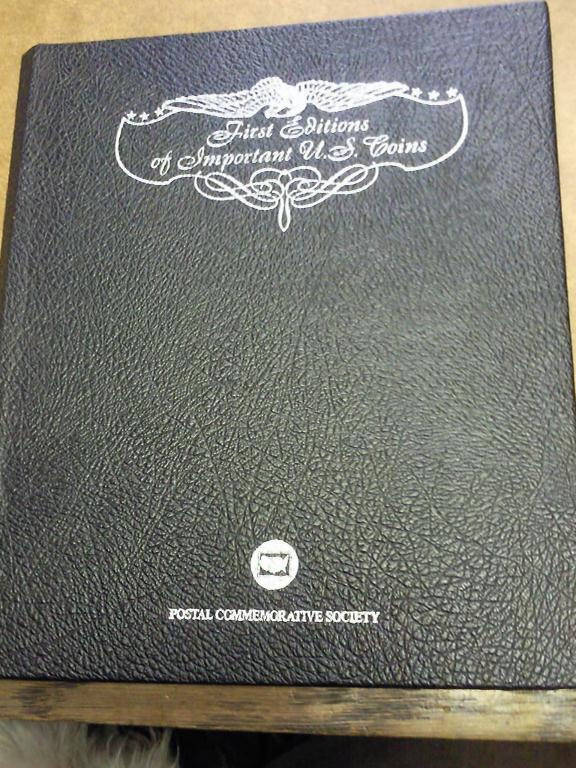 First Editions
of Important U.S. Coins
POSTAL COMMEMORATIVE SOCIETY